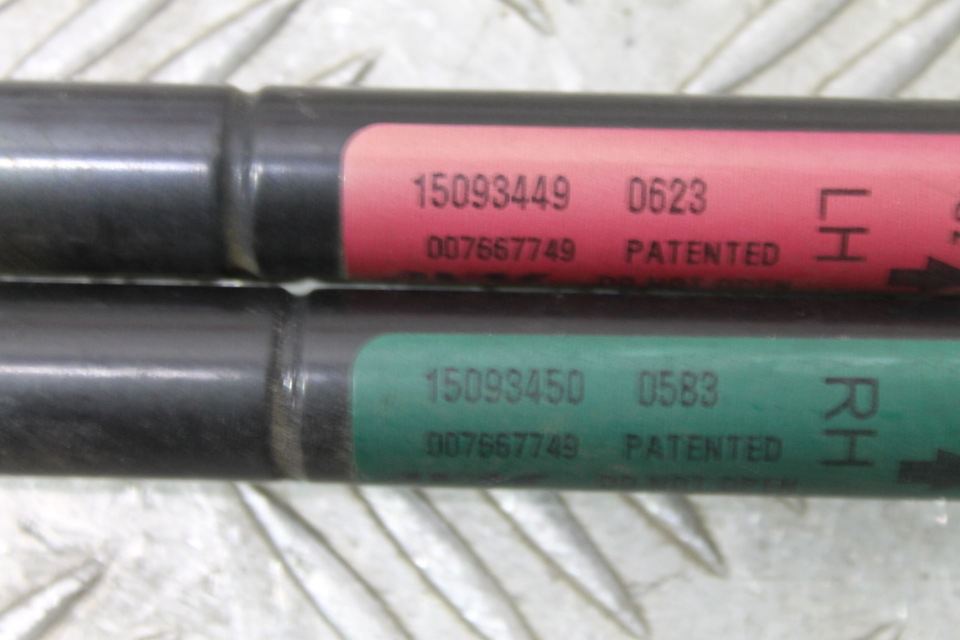 15093449 0623
007667749 PATENTED
LH
15093450 0583
007667749 PATENTED
RH